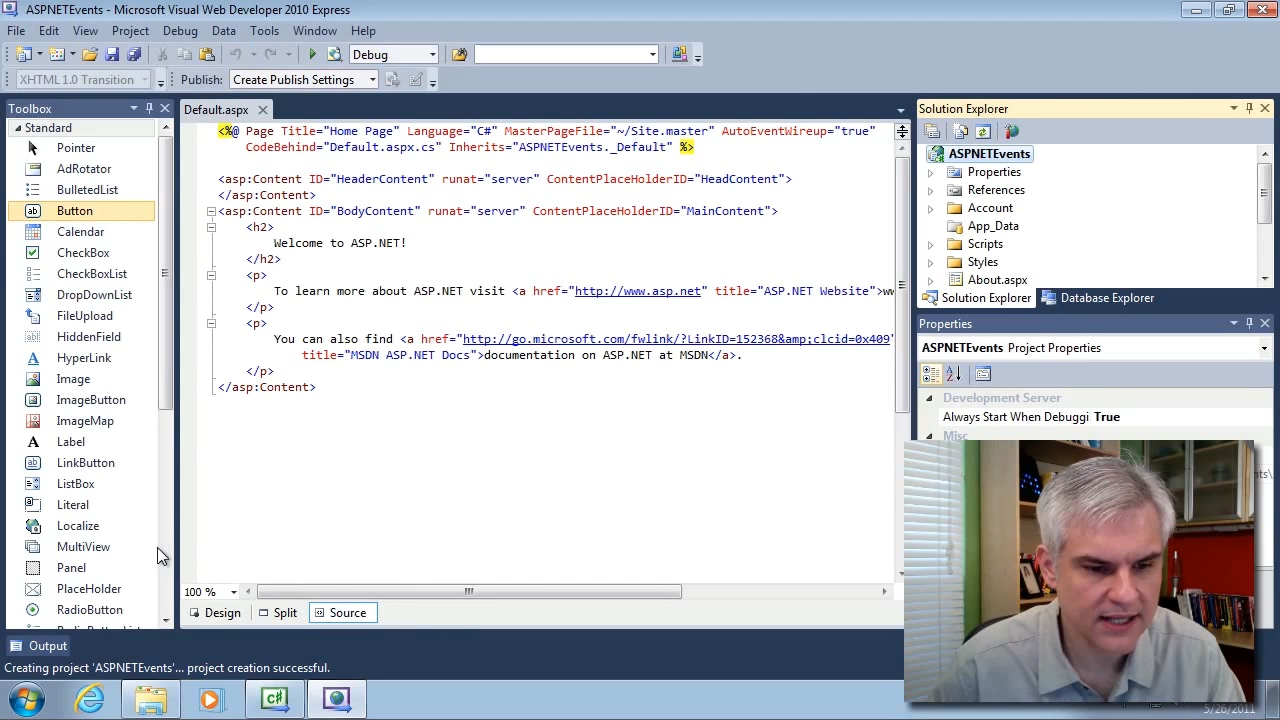 ASPNETEvents - Microsoft Visual Web Developer 2010 Express
File Edit View Project Debug Data Tools Window Help
Debug
XHTML 1.0 Transition Publish: Create Publish Settings
Toolbox
Standard
Pointer
AdRotator
BulletedList
Button
Calendar
CheckBox
CheckBoxList
DropDownList
FileUpload
HiddenField
HyperLink
Image
ImageButton
ImageMap
Label
LinkButton
ListBox
Literal
Localize
MultiView
Panel
PlaceHolder
RadioButton
RadioButtonList
Default.aspx
<%@ Page Title="Home Page" Language="C#" MasterPageFile="~/Site.master" AutoEventWireup="true"
CodeBehind="Default.aspx.cs" Inherits="ASPNETEvents._Default" %>
<asp:Content ID="HeaderContent" runat="server" ContentPlaceHolderID="HeadContent">
</asp:Content>
<asp:Content ID="BodyContent" runat="server" ContentPlaceHolderID="MainContent">
<h2>
Welcome to ASP.NET!
</h2>
<p>
To learn more about ASP.NET visit <a href="http://www.asp.net" title="ASP.NET Website">ww
</p>
<p>
You can also find <a href="http://go.microsoft.com/fwlink/?LinkID=152368&amp;clcid=0x409"
title="MSDN ASP.NET Docs">documentation on ASP.NET at MSDN</a>.
</p>
</asp:Content>
100 %
Design Split Source
Solution Explorer
ASPNETEvents
Properties
References
Account
App_Data
Scripts
Styles
About.aspx
Solution Explorer Database Explorer
Properties
ASPNETEvents Project Properties
Development Server
Always Start When Debuggi True
Misc
Output
Creating project 'ASPNETEvents'... project creation successful.
5/26/2011